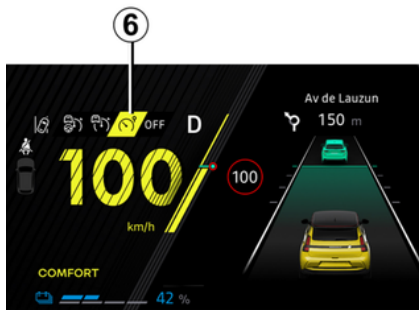 6
Av de Lauzun
150 m
OFF D
100
100
km/h
COMFORT
42 %